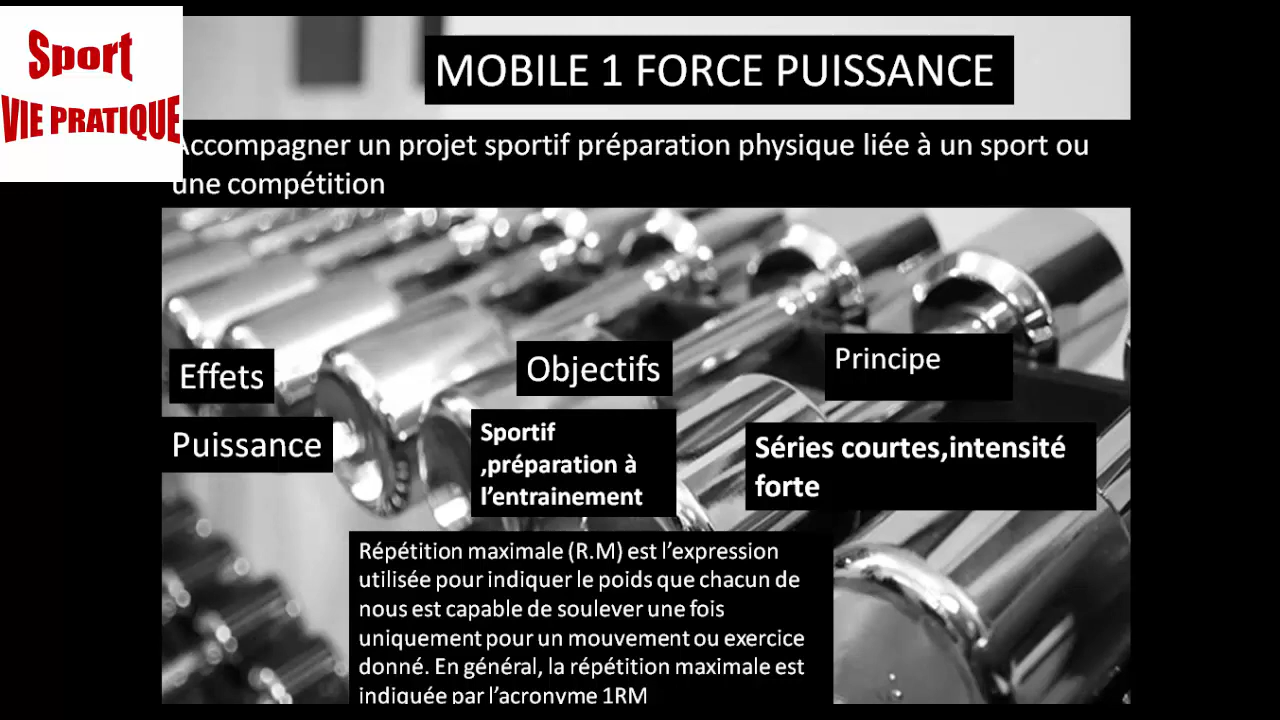 Sport
VIE PRATIQUE
MOBILE 1 FORCE PUISSANCE
Accompagner un projet sportif préparation physique liée à un sport ou
une compétition
Effets
Objectifs
Principe
Puissance
Sportif
,préparation à
l’entrainement
Séries courtes,intensité
forte
Répétition maximale (R.M) est l’expression
utilisée pour indiquer le poids que chacun de
nous est capable de soulever une fois
uniquement pour un mouvement ou exercice
donné. En général, la répétition maximale est
indiquée par l’acronyme 1RM